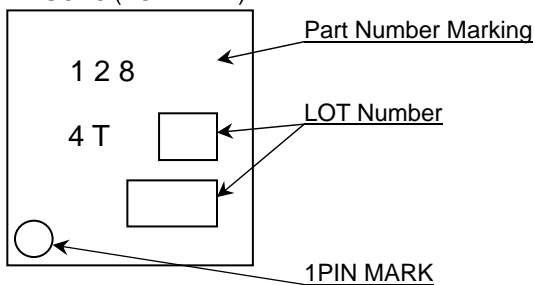 Part Number Marking
1 2 8
4 T
LOT Number
1PIN MARK